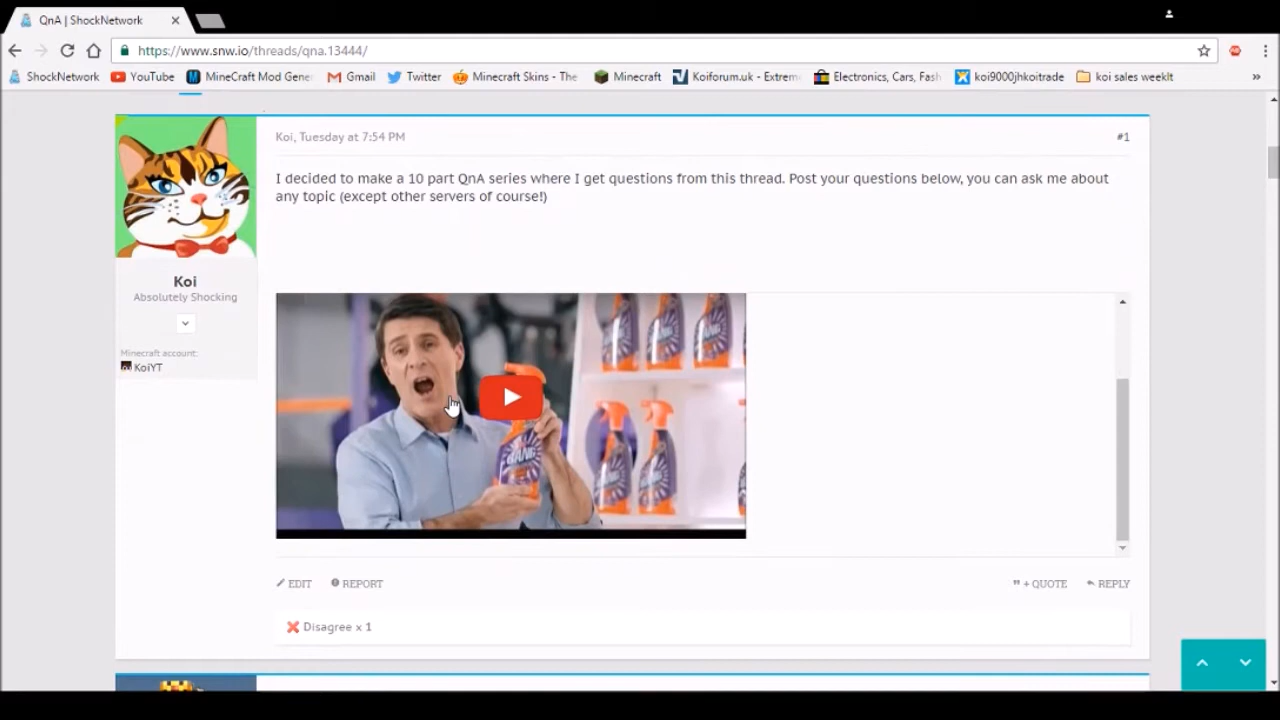 QnA | ShockNetwork
https://www.snw.io/threads/qna.13444/
ShockNetwork YouTube MineCraft Mod Gene Gmail Twitter Minecraft Skins - The Minecraft Koiforum.uk - Extrem Electronics, Cars, Fash koi9000jhkoitrade koi sales weeklt »
Koi, Tuesday at 7:54 PM #1
I decided to make a 10 part QnA series where I get questions from this thread. Post your questions below, you can ask me about
any topic (except other servers of course!)
Koi
Absolutely Shocking
Minecraft account:
KoiYT
BANG
EDIT REPORT + QUOTE REPLY
Disagree x 1